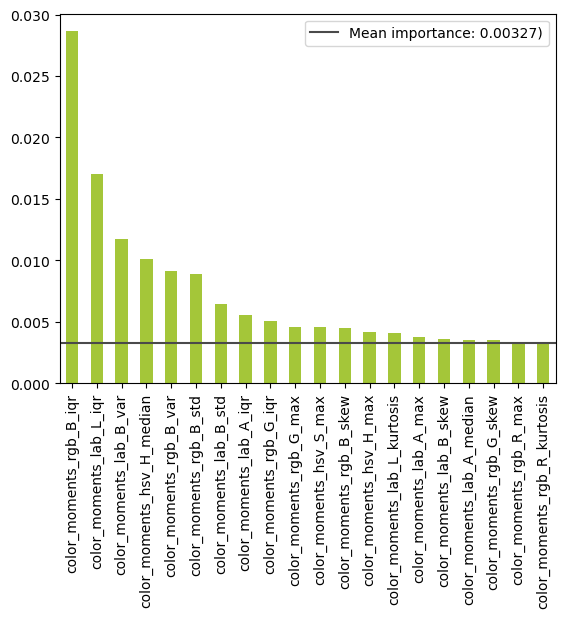 0.030
0.025
0.020
0.015
0.010
0.005
0.000
Mean importance: 0.00327)
color_moments_rgb_B_iqr
color_moments_lab_L_iqr
color_moments_lab_B_var
color_moments_hsv_H_median
color_moments_rgb_B_var
color_moments_rgb_B_std
color_moments_lab_B_std
color_moments_lab_A_iqr
color_moments_rgb_G_iqr
color_moments_rgb_G_max
color_moments_hsv_S_max
color_moments_rgb_B_skew
color_moments_hsv_H_max
color_moments_lab_L_kurtosis
color_moments_lab_A_max
color_moments_lab_B_skew
color_moments_lab_A_median
color_moments_rgb_G_skew
color_moments_rgb_R_max
color_moments_rgb_R_kurtosis